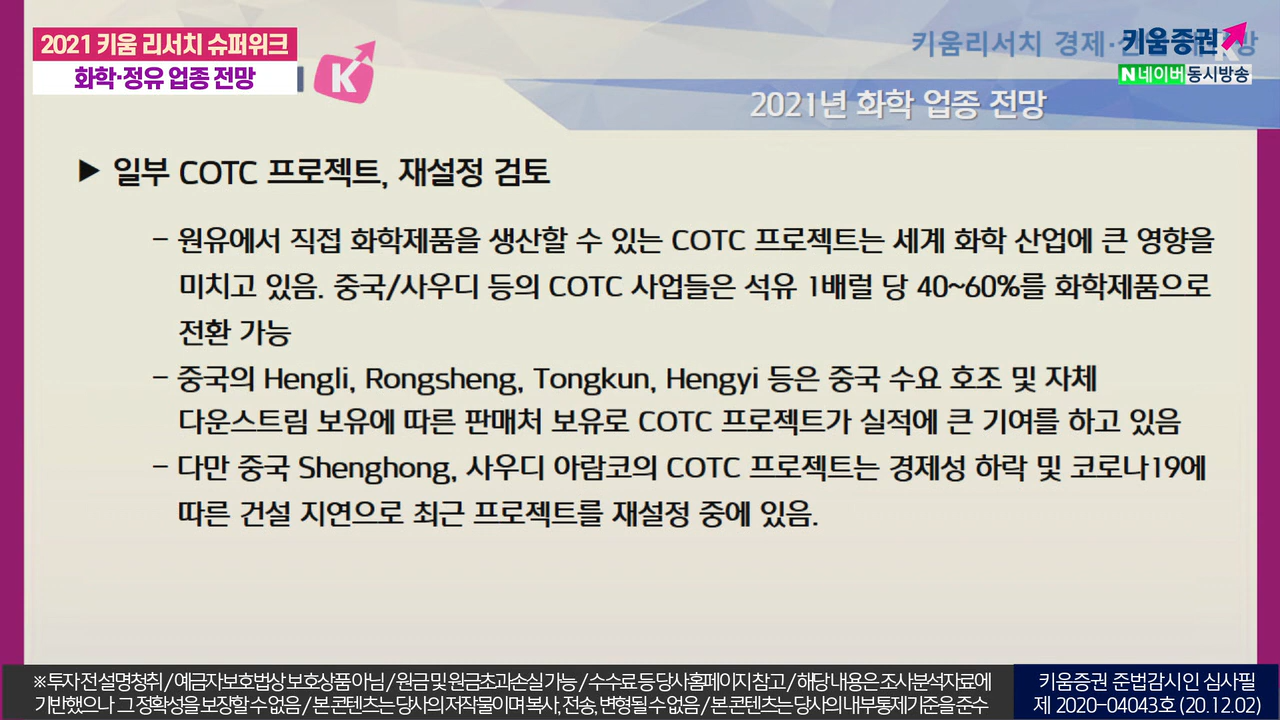 2021 키움 리서치 슈퍼위크
화학·정유 업종 전망
K
키움리서치 경제·
키움증권
N네이버 동시방송
2021년 화학 업종 전망
▶ 일부 COTC 프로젝트, 재설정 검토
– 원유에서 직접 화학제품을 생산할 수 있는 COTC 프로젝트는 세계 화학 산업에 큰 영향을
미치고 있음. 중국/사우디 등의 COTC 사업들은 석유 1배럴 당 40~60%를 화학제품으로
전환 가능
– 중국의 Hengli, Rongsheng, Tongkun, Hengyi 등은 중국 수요 호조 및 자체
다운스트림 보유에 따른 판매처 보유로 COTC 프로젝트가 실적에 큰 기여를 하고 있음
– 다만 중국 Shenghong, 사우디 아람코의 COTC 프로젝트는 경제성 하락 및 코로나19에
따른 건설 지연으로 최근 프로젝트를 재설정 중에 있음.
※투자 전 설명청취 / 예금자보호법상 보호상품 아님 / 원금 및 원금초과손실 가능 / 수수료 등 당사홈페이지 참고 / 해당 내용은 조사분석자료에
기반했으나 그 정확성을 보장할 수 없음 / 본 콘텐츠는 당사의 저작물이며 복사, 전송, 변형될 수 없음 / 본 콘텐츠는 당사의 내부통제기준을 준수
키움증권 준법감시인 심사필
제 2020-04043호 (20.12.02)